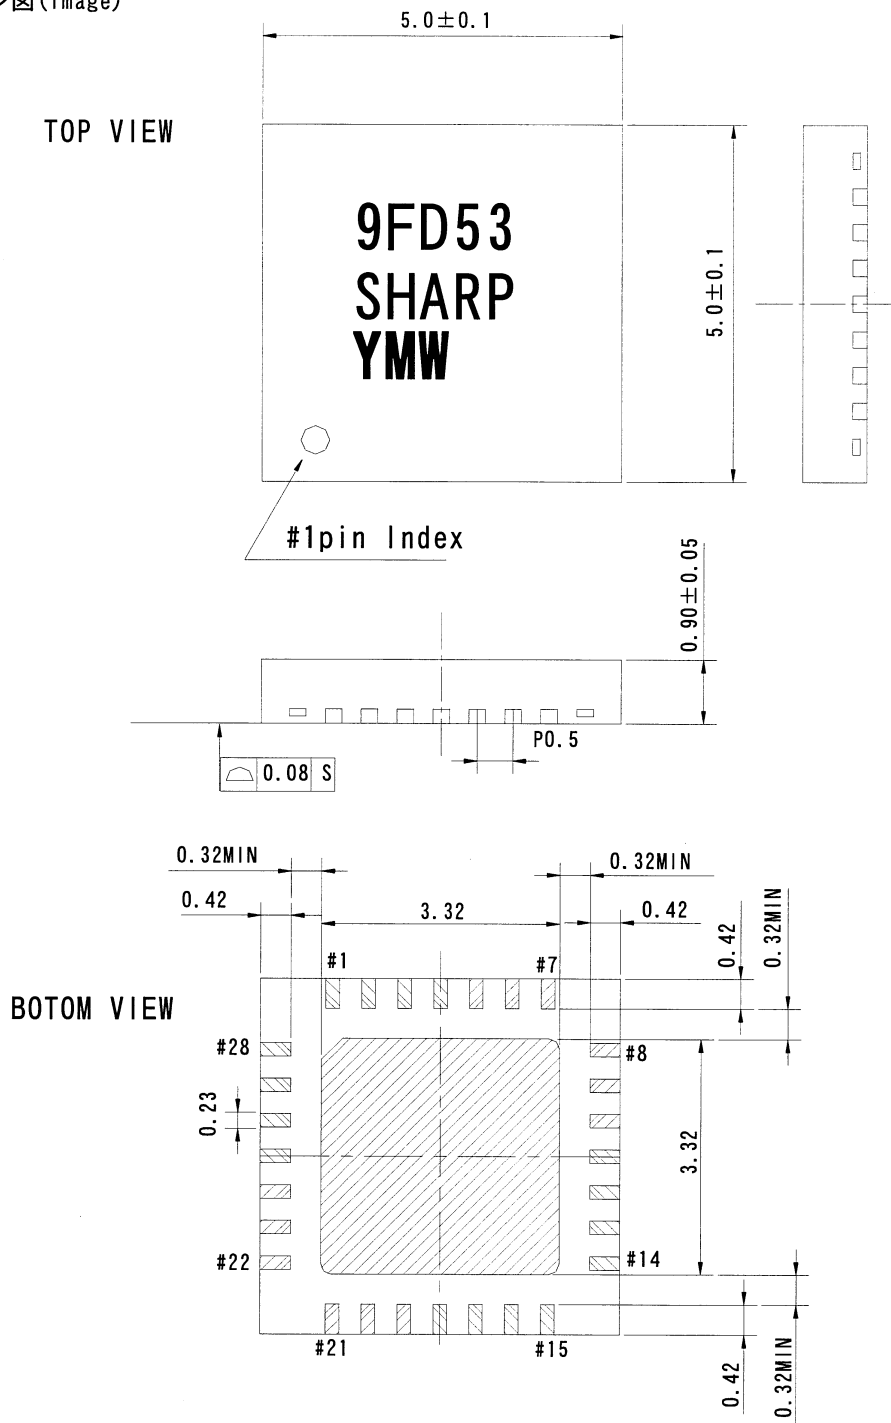 図(image)
5.0±0.1
TOP VIEW
9FD53
SHARP
YMW
5.0±0.1
#1pin Index
0.90±0.05
P0.5
0.08 S
0.32MIN
0.32MIN
0.42
3.32
0.42
0.42
0.32MIN
#1
#7
BOTOM VIEW
#28
#8
0.23
3.32
#22
#14
#21
#15
0.42
0.32MIN